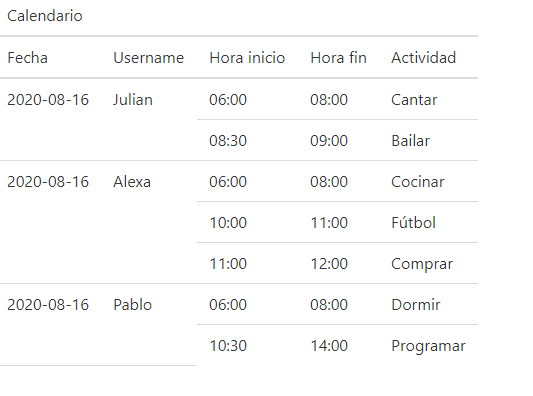 Calendario
Fecha Username Hora inicio Hora fin Actividad
2020-08-16 Julian 06:00 08:00 Cantar
08:30 09:00 Bailar
2020-08-16 Alexa 06:00 08:00 Cocinar
10:00 11:00 Fútbol
11:00 12:00 Comprar
2020-08-16 Pablo 06:00 08:00 Dormir
10:30 14:00 Programar